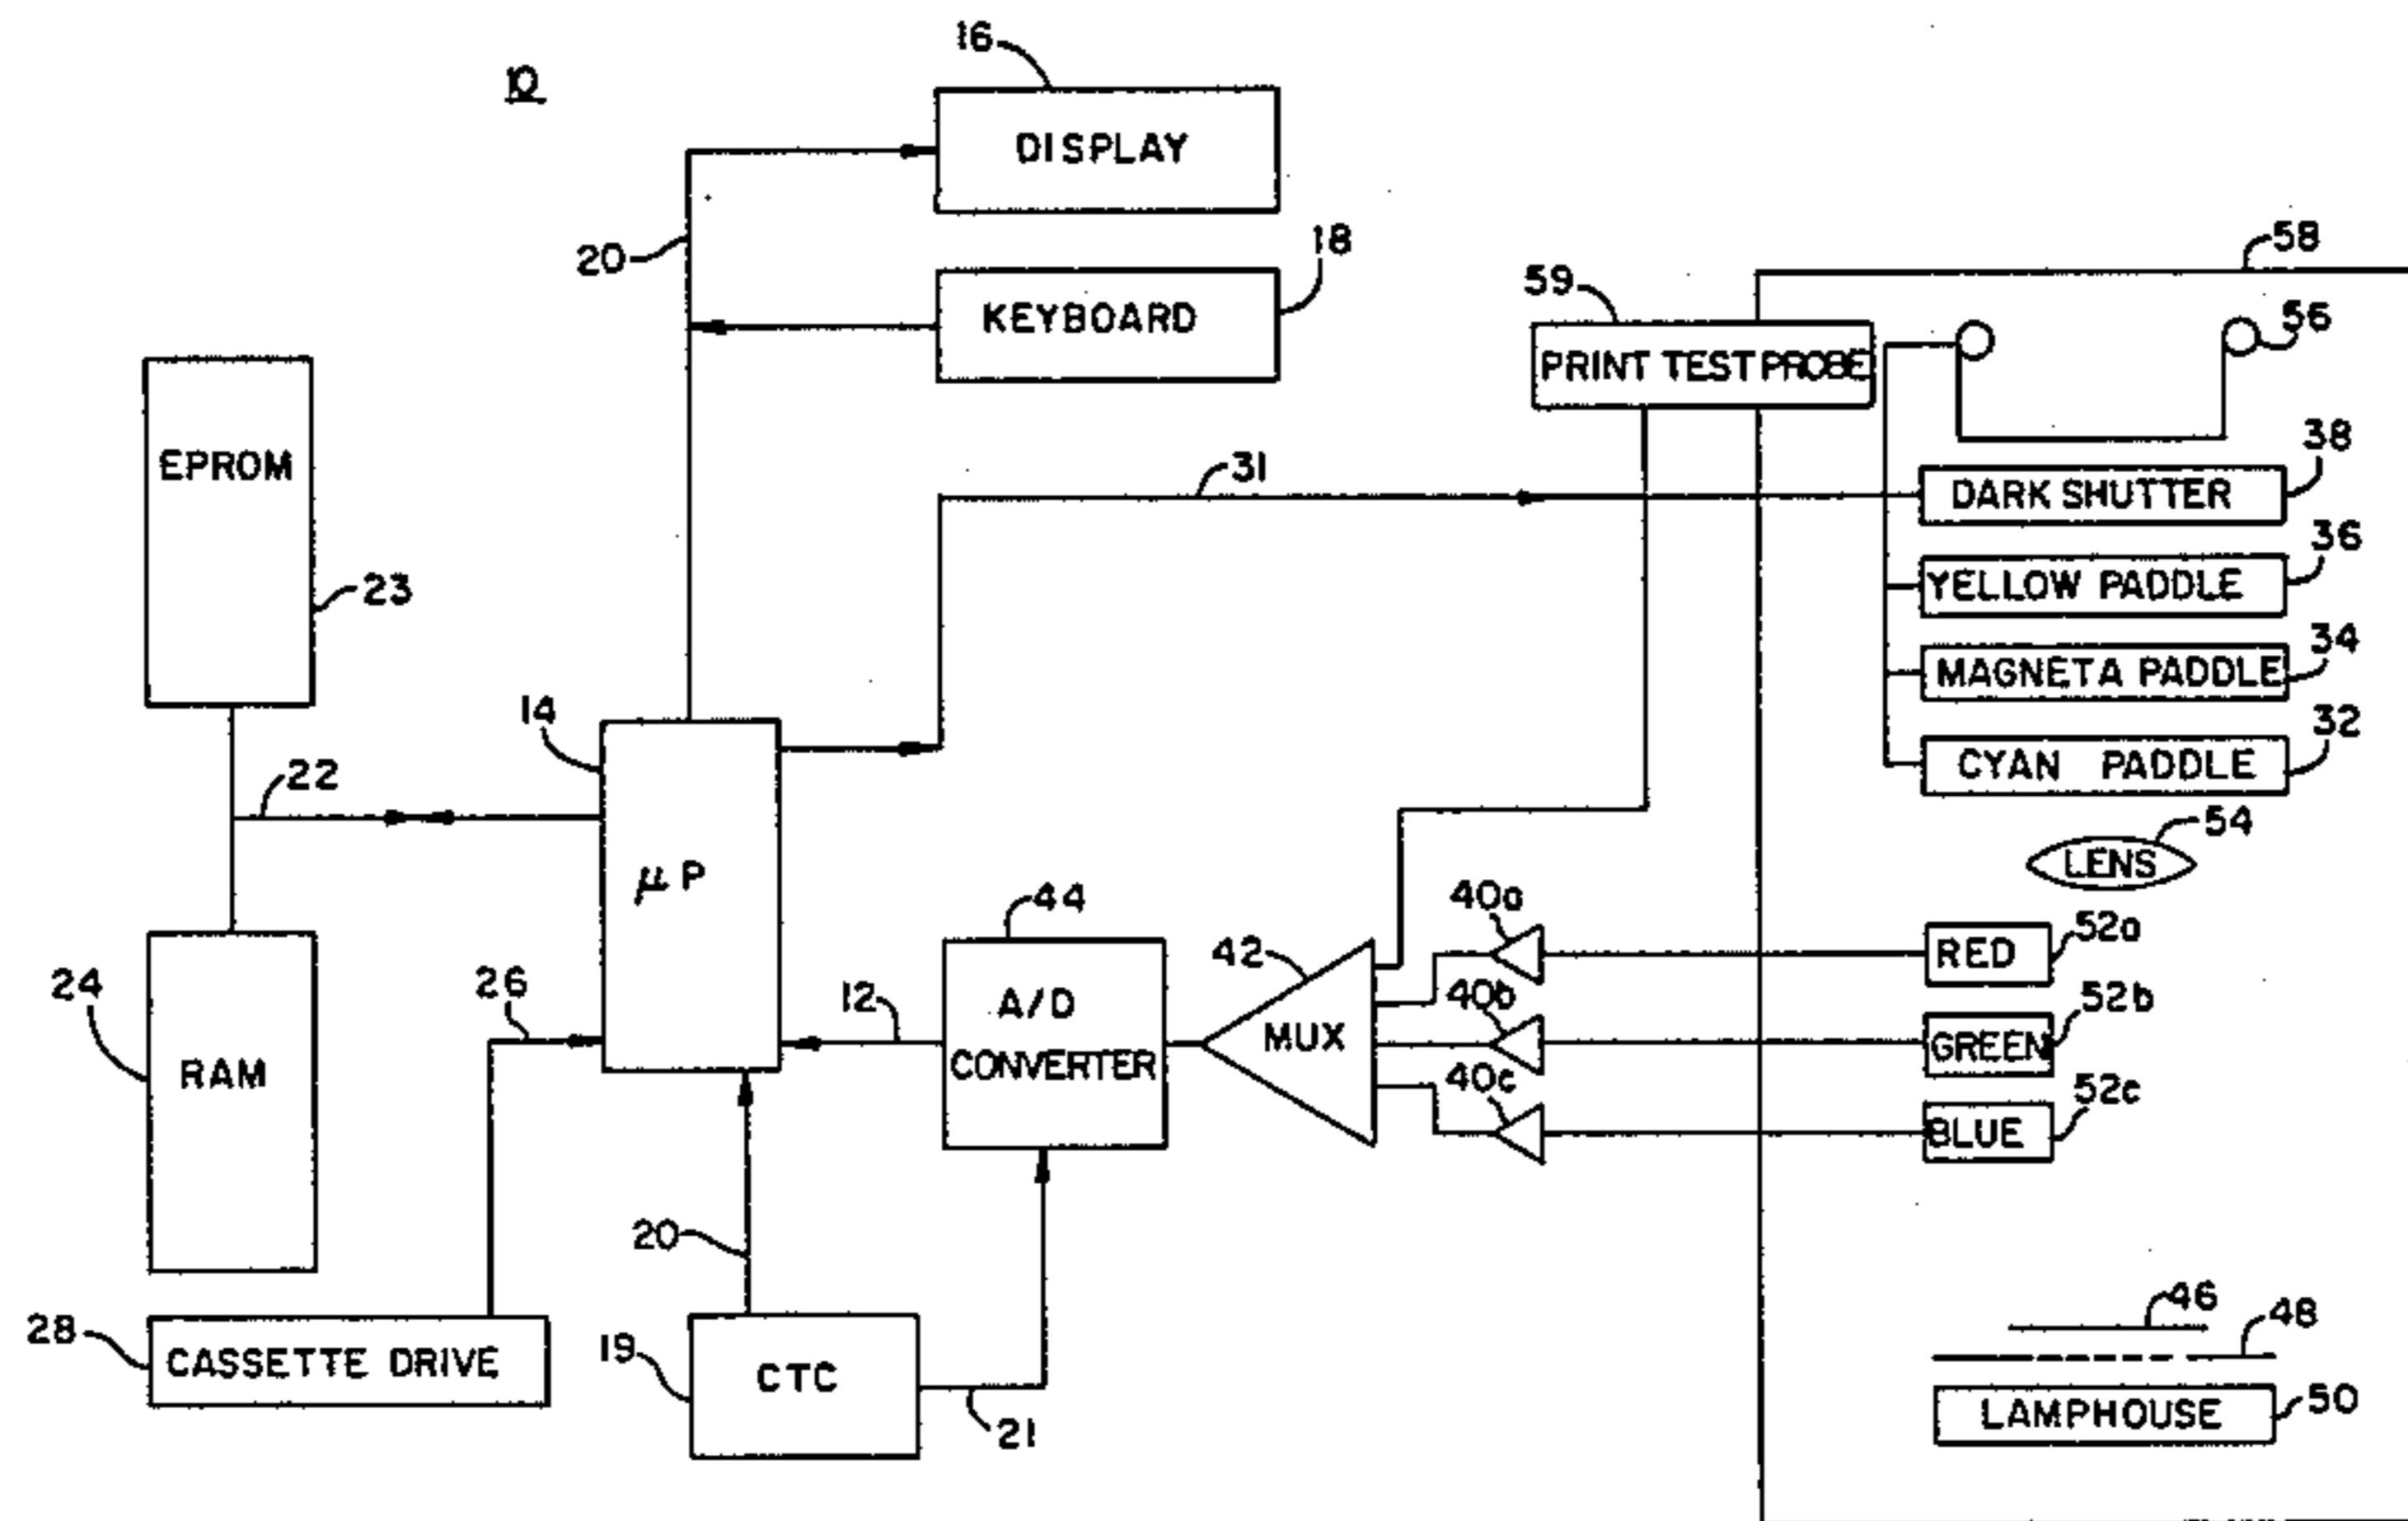 10
16
DISPLAY
20
18
KEYBOARD
58
59
PRINT TEST PROBE
56
EPROM
23
31
38
DARK SHUTTER
36
YELLOW PADDLE
34
MAGNETA PADDLE
32
CYAN PADDLE
14
22
μP
54
LENS
44
A/D
CONVERTER
42
MUX
40a
40b
40c
RED
52a
GREEN
52b
BLUE
52c
24
RAM
26
12
28
CASSETTE DRIVE
20
19
CTC
21
46
48
LAMPHOUSE
50